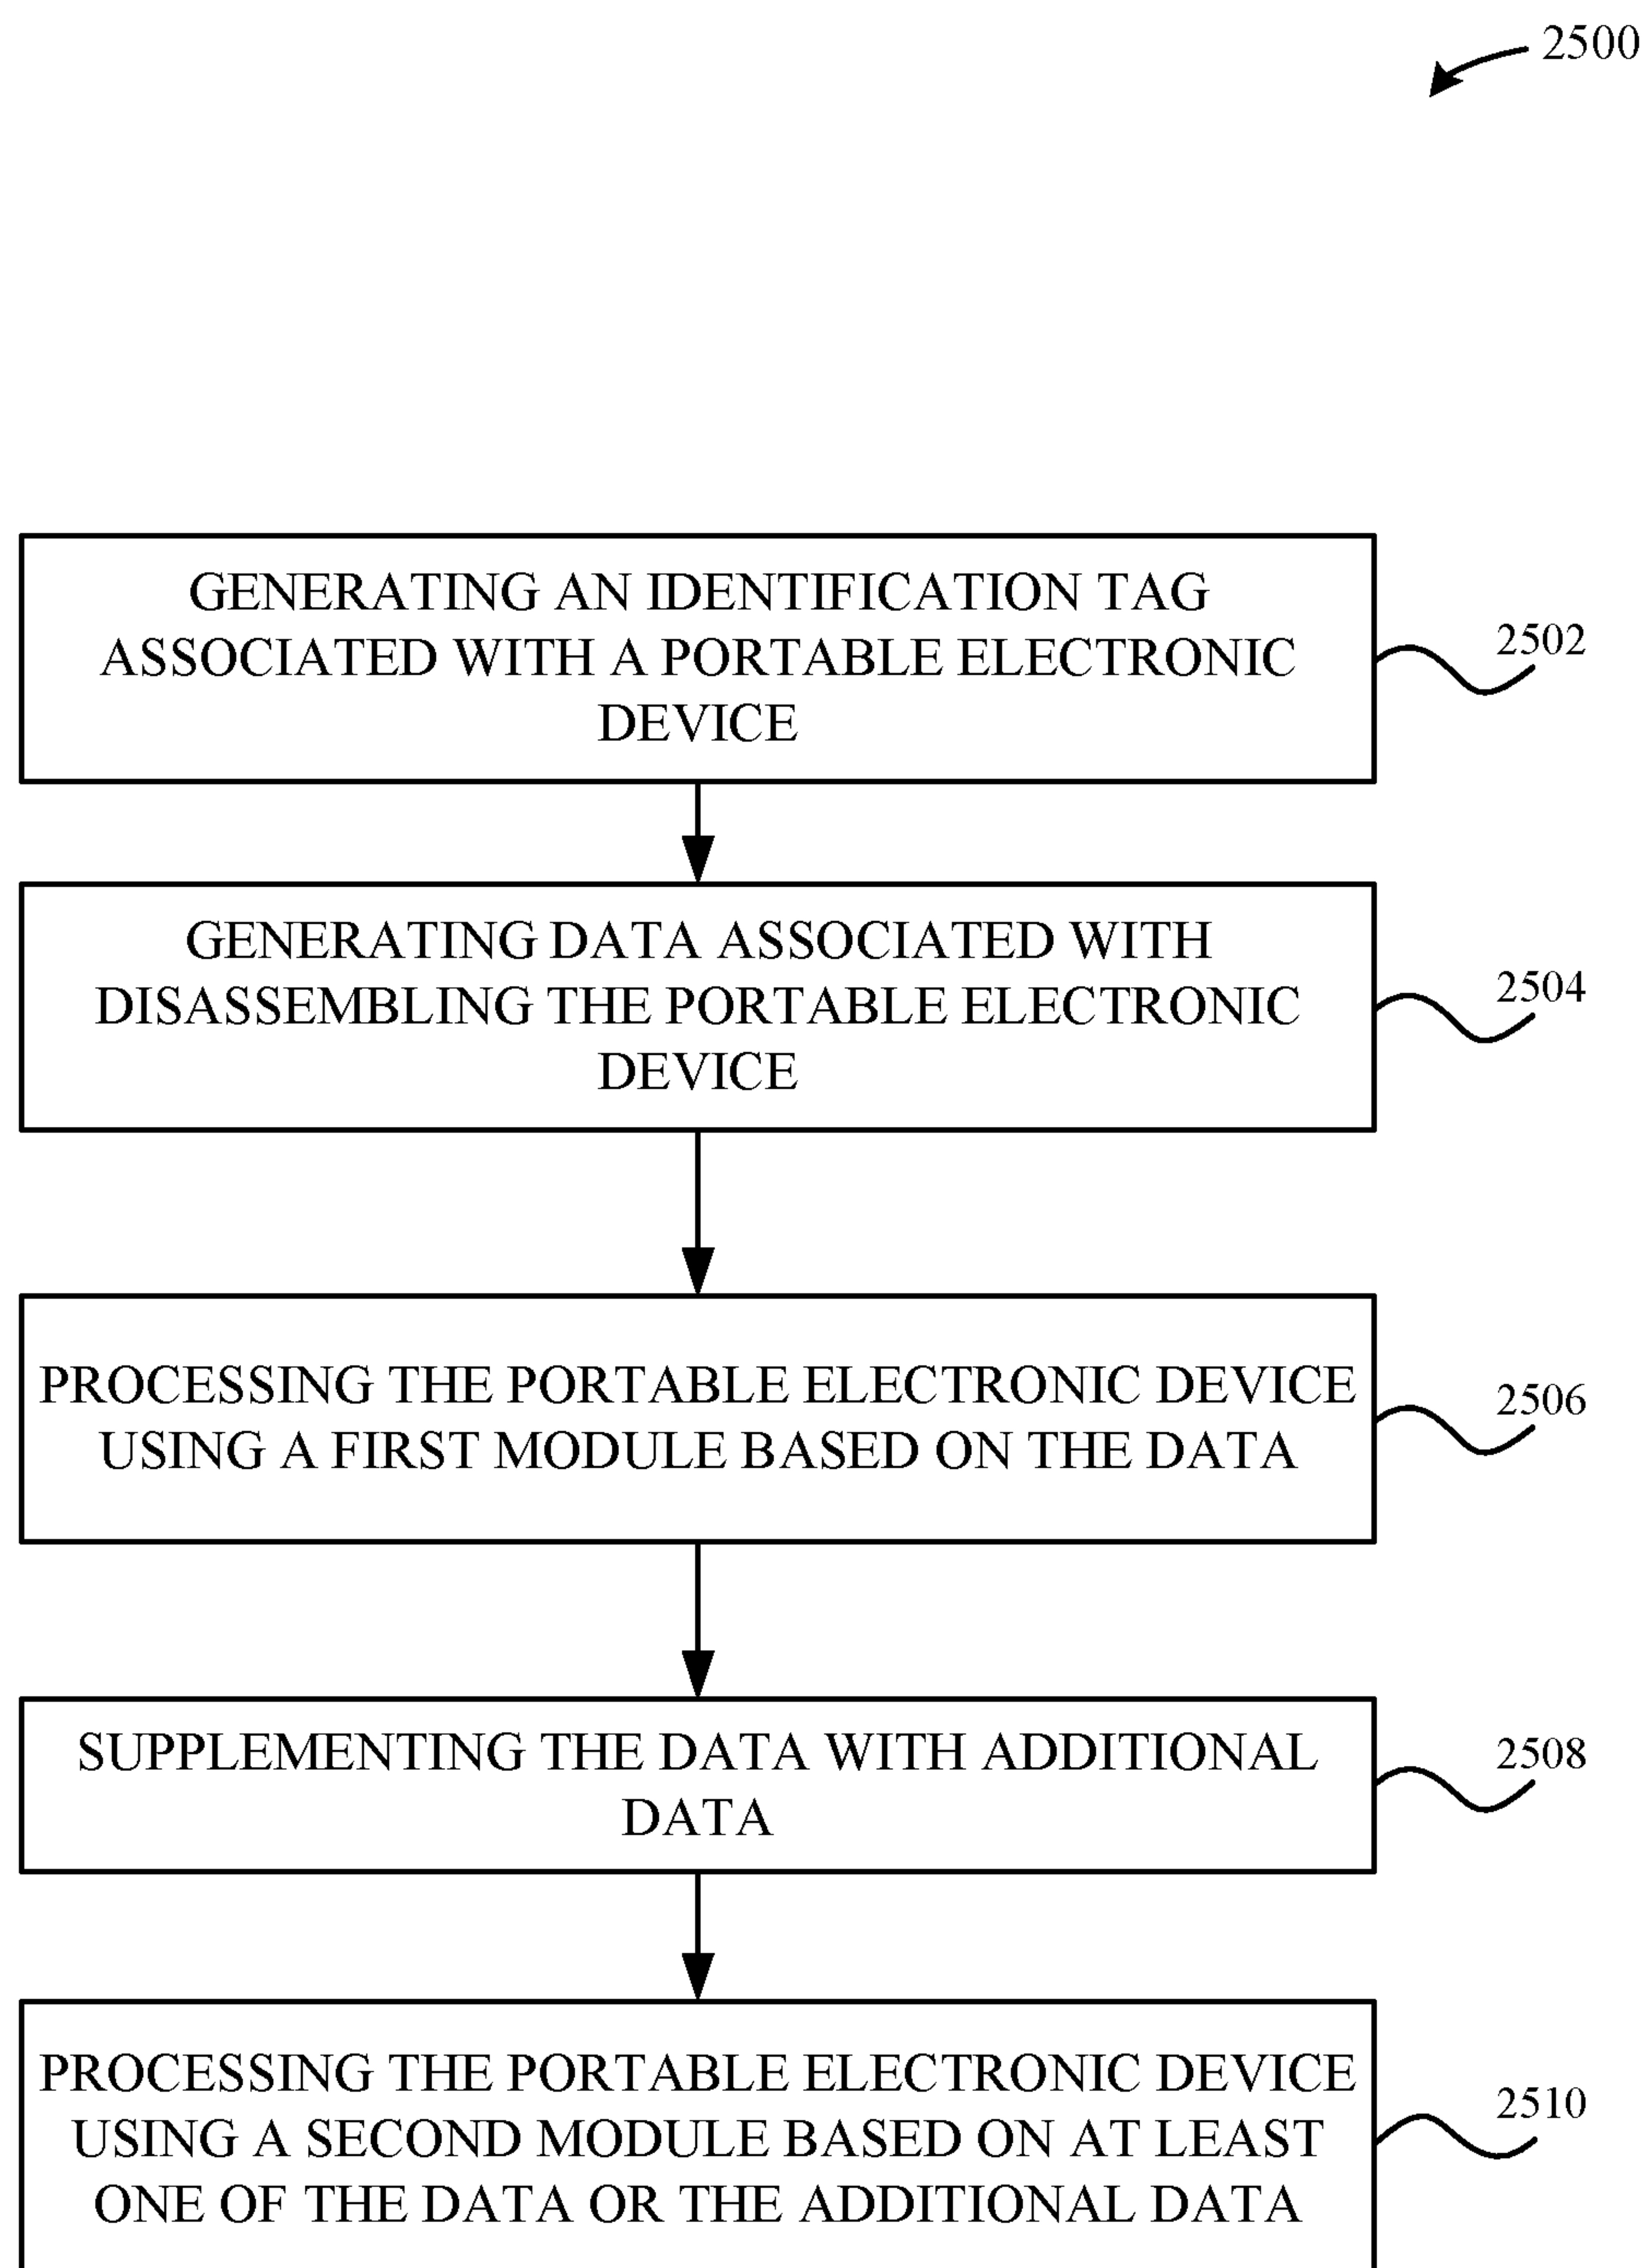 2500
GENERATING AN IDENTIFICATION TAG
ASSOCIATED WITH A PORTABLE ELECTRONIC
DEVICE
2502
GENERATING DATA ASSOCIATED WITH
DISASSEMBLING THE PORTABLE ELECTRONIC
DEVICE
2504
PROCESSING THE PORTABLE ELECTRONIC DEVICE
USING A FIRST MODULE BASED ON THE DATA
2506
SUPPLEMENTING THE DATA WITH ADDITIONAL
DATA
2508
PROCESSING THE PORTABLE ELECTRONIC DEVICE
USING A SECOND MODULE BASED ON AT LEAST
ONE OF THE DATA OR THE ADDITIONAL DATA
2510